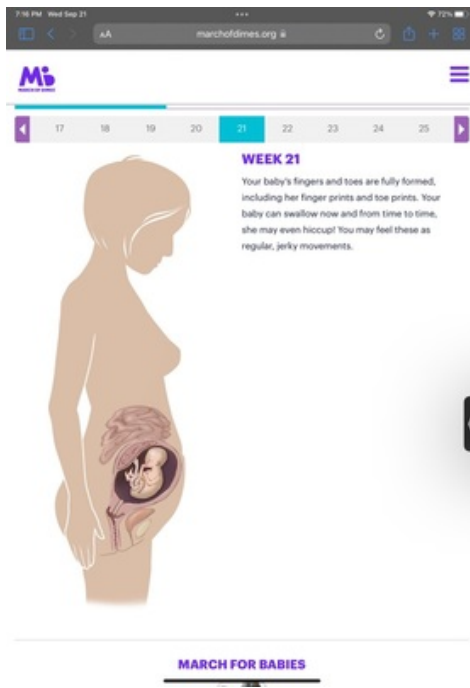 7:16 PM Wed Sep 21
72%
AA
marchofdimes.org
MARCH OF BABIES
17 18 19 20 21 22 23 24 25
WEEK 21
Your baby's fingers and toes are fully formed,
including her finger prints and toe prints. Your
baby can swallow now and from time to time,
she may even hiccup! You may feel these as
regular, jerky movements.
MARCH FOR BABIES